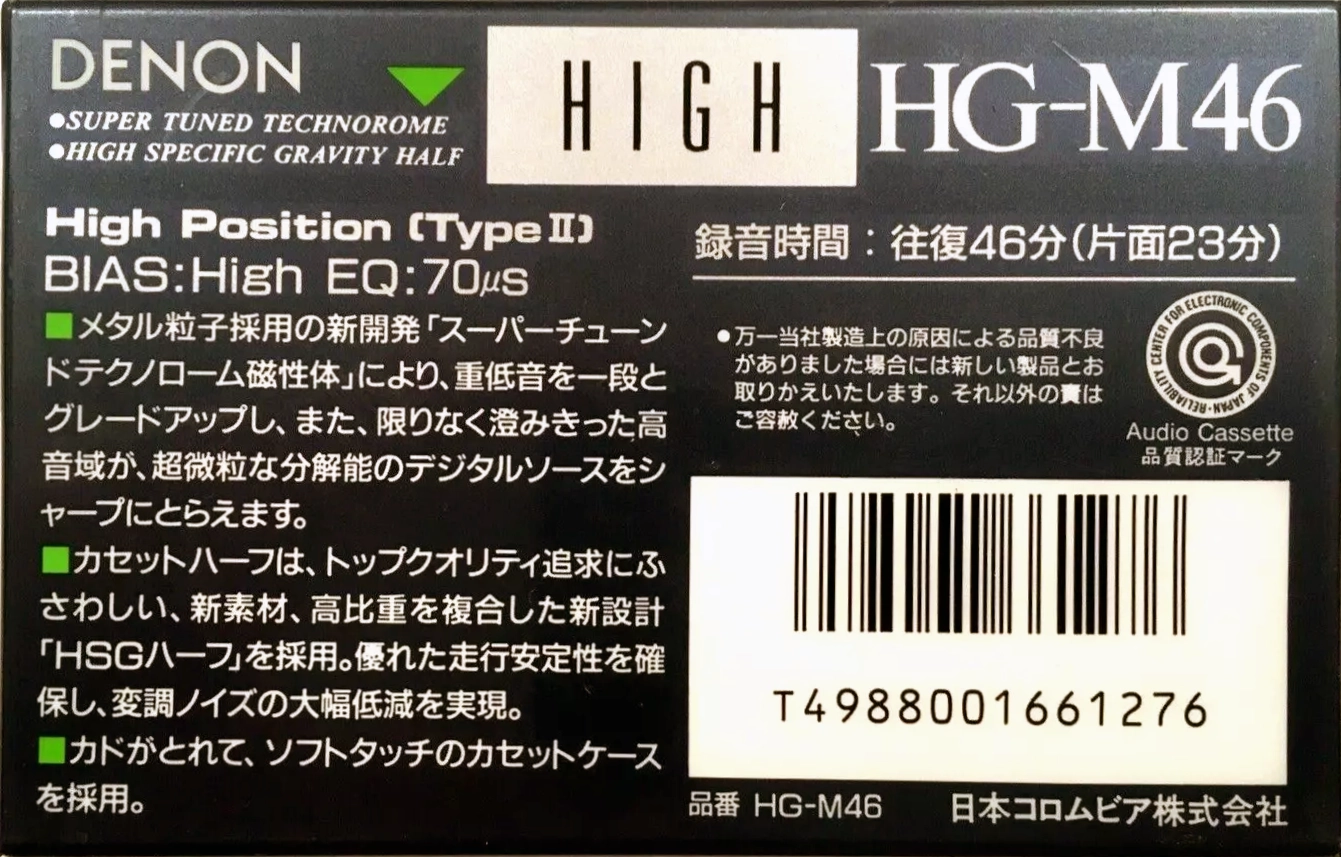 DENON
●SUPER TUNED TECHNOROME
●HIGH SPECIFIC GRAVITY HALF
HIGH
HG-M46
High Position (TypeⅡ)
BIAS:High EQ:70μs
■メタル粒子採用の新開発「スーパーチューン
ドテクノローム磁性体」により、重低音を一段と
グレードアップし、また、限りなく澄みきった高
音域が、超微粒な分解能のデジタルソースをシ
ャープにとらえます。
■カセットハーフは、トップクオリティ追求にふ
さわしい、新素材、高比重を複合した新設計
「HSGハーフ」を採用。優れた走行安定性を確
保し、変調ノイズの大幅低減を実現。
■カドがとれて、ソフトタッチのカセットケース
を採用。
録音時間：往復46分(片面23分)
●万一当社製造上の原因による品質不良
がありました場合には新しい製品とお
取りかえいたします。それ以外の責は
ご容赦ください。
RELIABILITY CENTER FOR ELECTRONIC COMPONENTS OF JAPAN
Audio Cassette
品質認証マーク
T4988001661276
品番 HG-M46
日本コロムビア株式会社